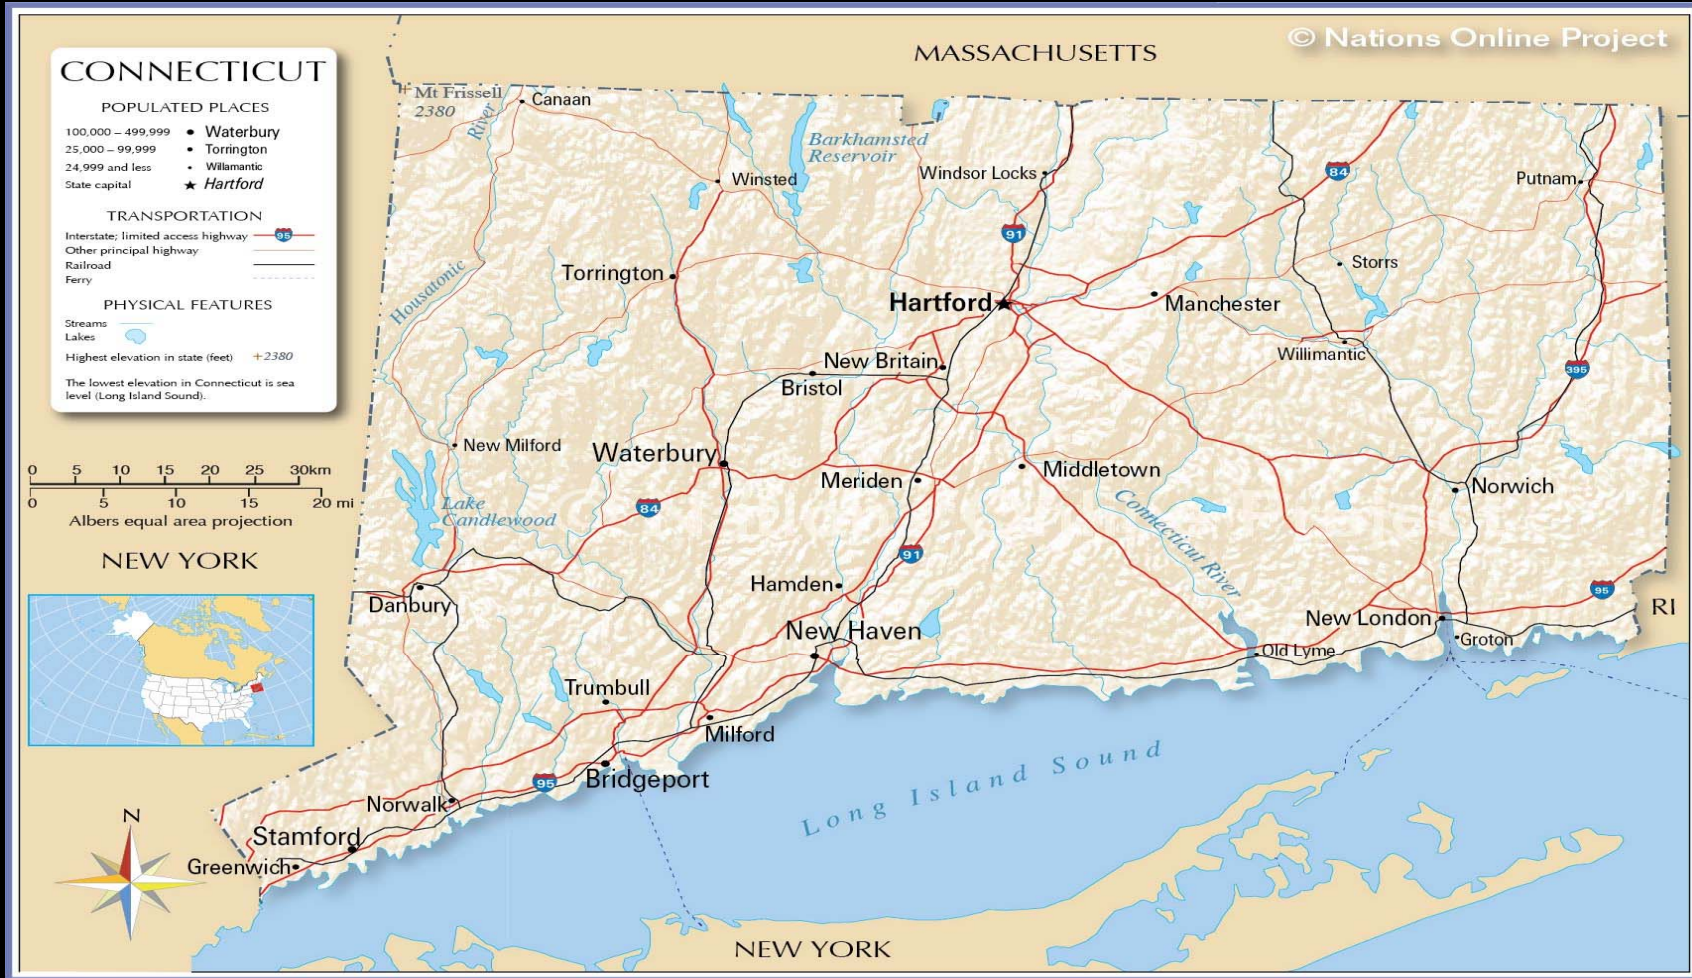 © Nations Online Project
MASSACHUSETTS
CONNECTICUT
POPULATED PLACES
100,000 – 499,999 Waterbury
25,000 – 99,999 Torrington
24,999 and less Willamantic
State capital Hartford
TRANSPORTATION
Interstate; limited access highway 95
Other principal highway
Railroad
Ferry
PHYSICAL FEATURES
Streams
Lakes
Highest elevation in state (feet) +2380
The lowest elevation in Connecticut is sea
level (Long Island Sound).
0 5 10 15 20 25 30km
0 5 10 15 20 mi
Albers equal area projection
NEW YORK
Mt Frissell
2380
River
Canaan
Barkhamsted
Reservoir
Winsted
Windsor Locks
84
Putnam
91
Housatonic
Torrington
Storrs
Hartford
Manchester
New Britain
Willimantic
Bristol
395
New Milford
Waterbury
Meriden
Middletown
Norwich
Lake
Candlewood
84
Connecticut River
91
Hamden
Danbury
95
RI
New London
New Haven
Groton
Old Lyme
Trumbull
Milford
95
Bridgeport
Long Island Sound
Norwalk
N
Stamford
Greenwich
NEW YORK